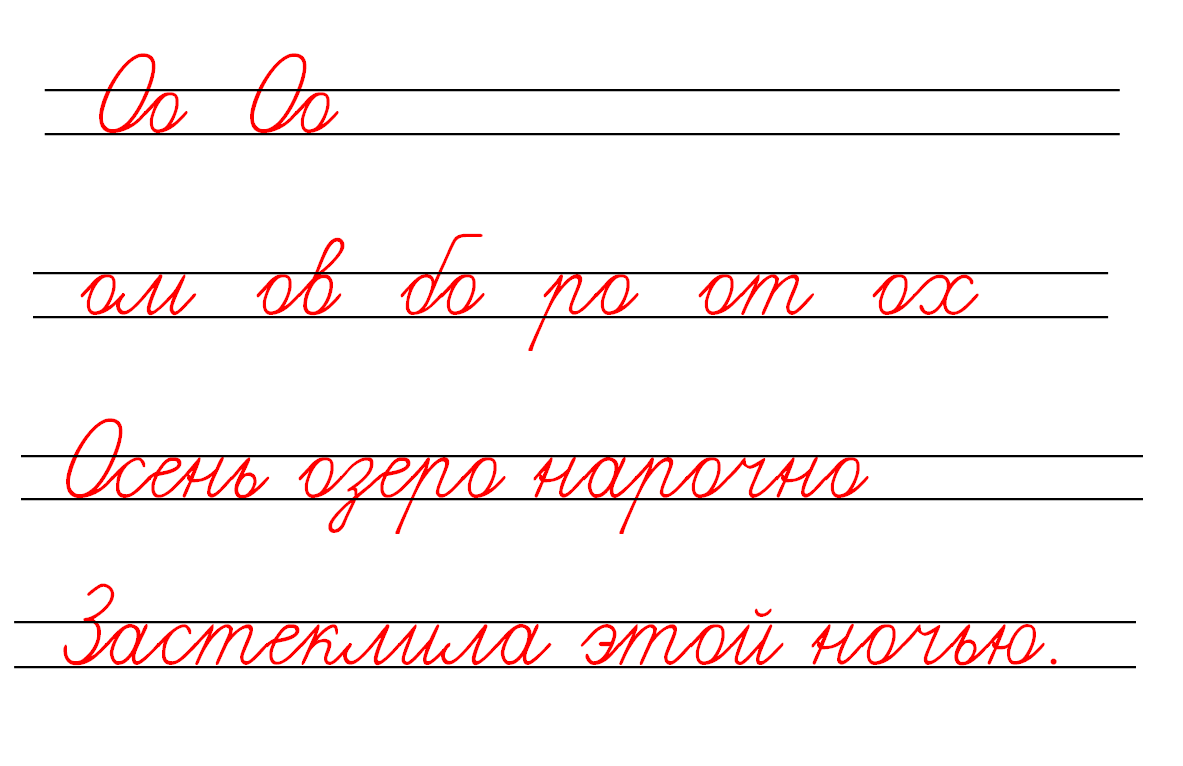 Оо Оо
ом ов бо ро от ох
Осень озеро нарочно
Застеклила этой ночью.